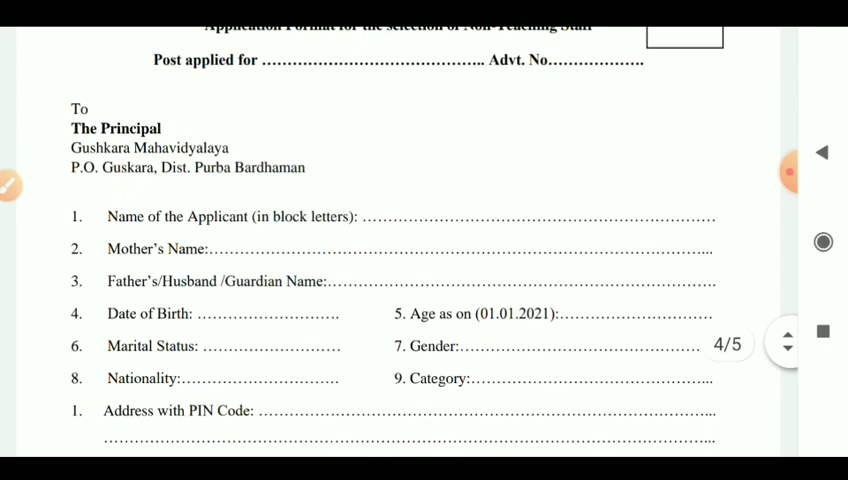 Application Format for the selection of Non-Teaching Staff
Post applied for ........................................... Advt. No...................
To
The Principal
Gushkara Mahavidyalaya
P.O. Guskara, Dist. Purba Bardhaman
1. Name of the Applicant (in block letters): .....................................................................
2. Mother's Name:..................................................................................................
3. Father's/Husband /Guardian Name:...........................................................................
4. Date of Birth: ........................... 5. Age as on (01.01.2021):.............................
6. Marital Status: .......................... 7. Gender:...............................................
8. Nationality:.............................. 9. Category:...............................................
4/5
1. Address with PIN Code: .........................................................................................
......................................................................................................................